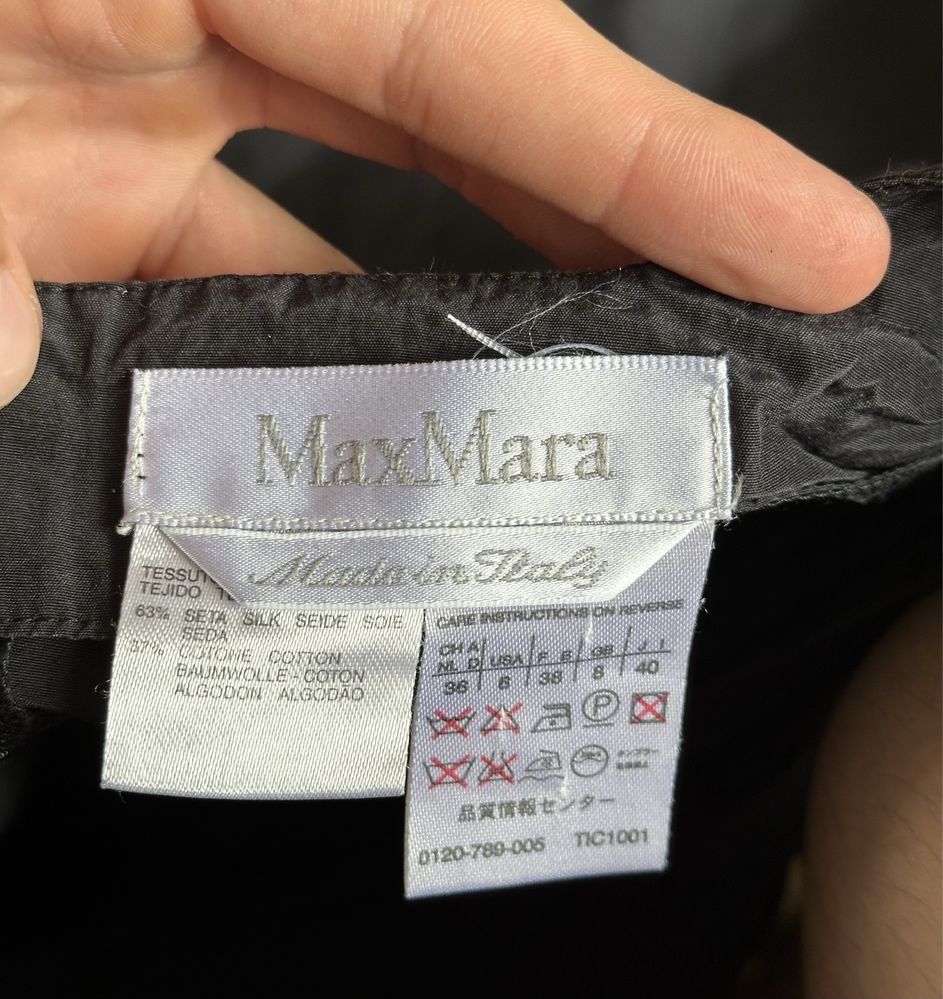 MaxMara
Made in Italy
TESSUT
TEJIDO T
63% SETA SILK SEIDE SOIE
SEDA
37% COTONE COTTON
BAUMWOLLE - COTON
ALGODON ALGODÃO
CARE INSTRUCTIONS ON REVERSE
CH A NL D USA F E GB J I
36 6 38 8 40
P
品質情報センター
0120-789-005 TIC1001